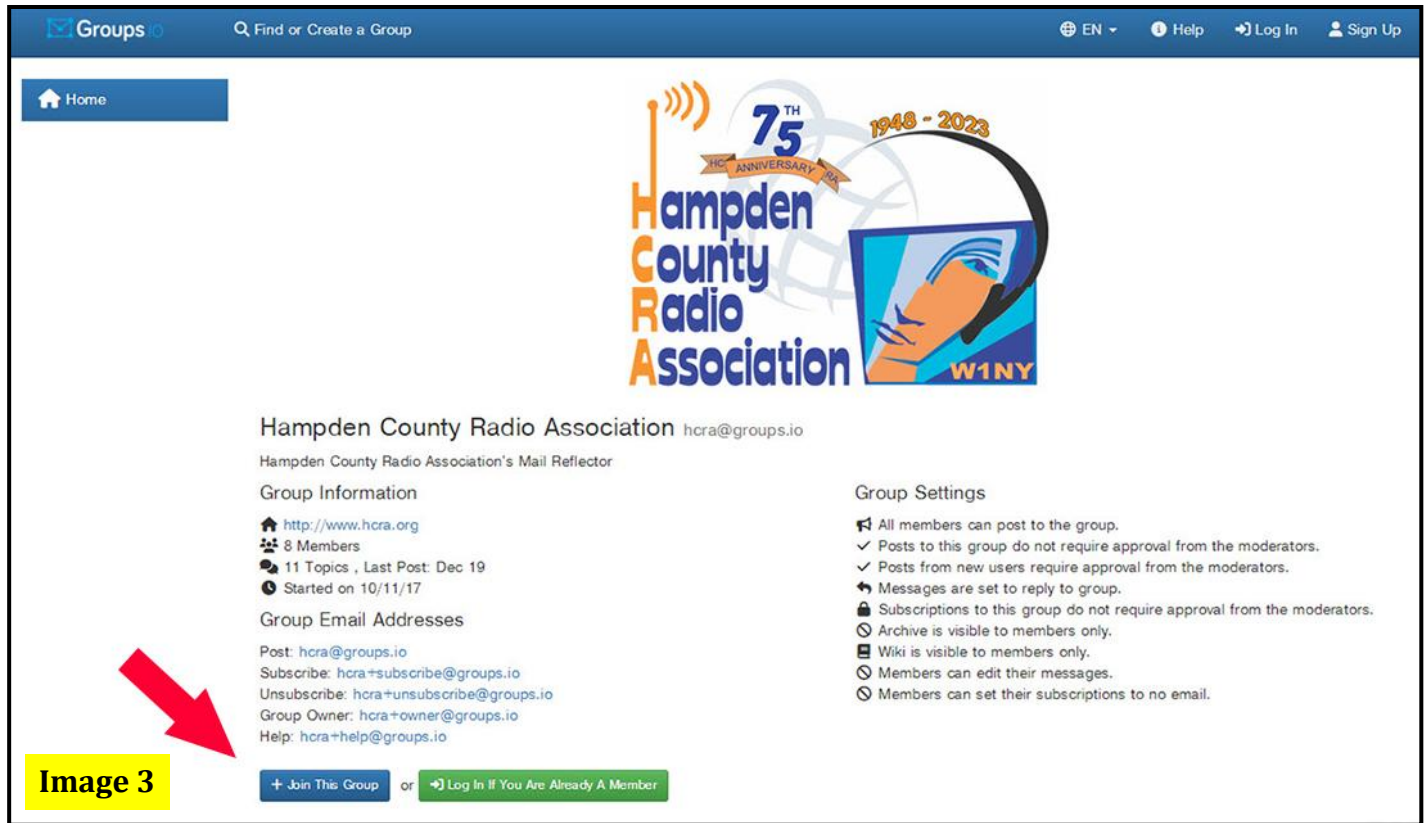 Groups.io
Find or Create a Group
EN
Help
Log In
Sign Up
Home
75TH
HC ANNIVERSARY RA
1948 - 2023
Hampden
County
Radio
Association
W1NY
Hampden County Radio Association hcra@groups.io
Hampden County Radio Association's Mail Reflector
Group Information
http://www.hcra.org
8 Members
11 Topics , Last Post: Dec 19
Started on 10/11/17
Group Email Addresses
Post: hcra@groups.io
Subscribe: hcra+subscribe@groups.io
Unsubscribe: hcra+unsubscribe@groups.io
Group Owner: hcra+owner@groups.io
Help: hcra+help@groups.io
Group Settings
All members can post to the group.
Posts to this group do not require approval from the moderators.
Posts from new users require approval from the moderators.
Messages are set to reply to group.
Subscriptions to this group do not require approval from the moderators.
Archive is visible to members only.
Wiki is visible to members only.
Members can edit their messages.
Members can set their subscriptions to no email.
Image 3
+ Join This Group or Log In If You Are Already A Member